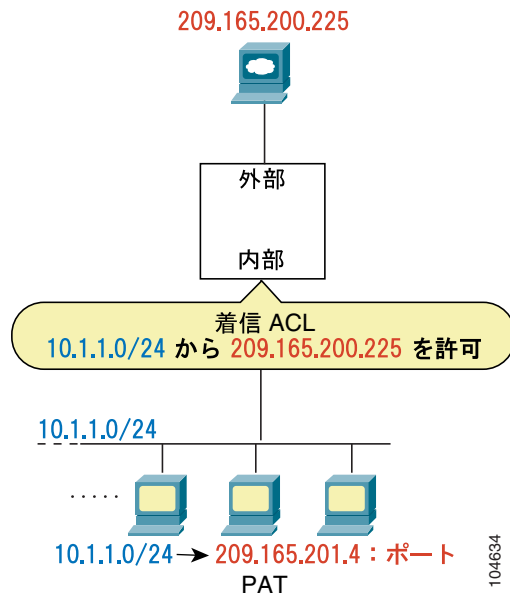 209.165.200.225
外部
内部
着信 ACL
10.1.1.0/24 から 209.165.200.225 を許可
10.1.1.0/24
10.1.1.0/24 → 209.165.201.4：ポート
PAT
104634